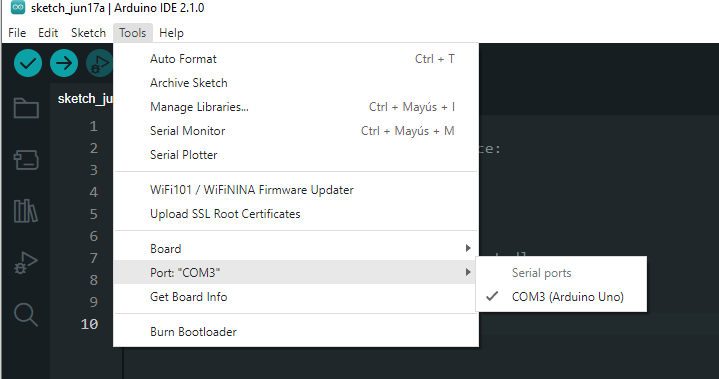 sketch_jun17a | Arduino IDE 2.1.0
File Edit Sketch Tools Help
sketch_ju
Auto Format Ctrl + T
Archive Sketch
Manage Libraries... Ctrl + Mayús + I
Serial Monitor Ctrl + Mayús + M
Serial Plotter
WiFi101 / WiFiNINA Firmware Updater
Upload SSL Root Certificates
Board
Port: "COM3"
Get Board Info
Burn Bootloader
Serial ports
COM3 (Arduino Uno)
1
2 ce:
3
4
5
6
7
8
9
10